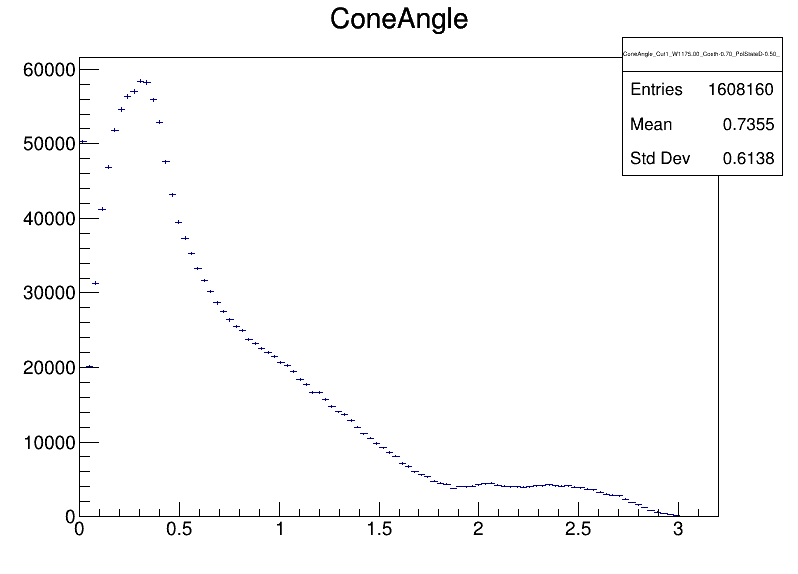 ConeAngle
ConeAngle_Cut1_W1175.00_Costh-0.70_PolStateD-0.50_
Entries 1608160
Mean 0.7355
Std Dev 0.6138
60000
50000
40000
30000
20000
10000
0
0 0.5 1 1.5 2 2.5 3